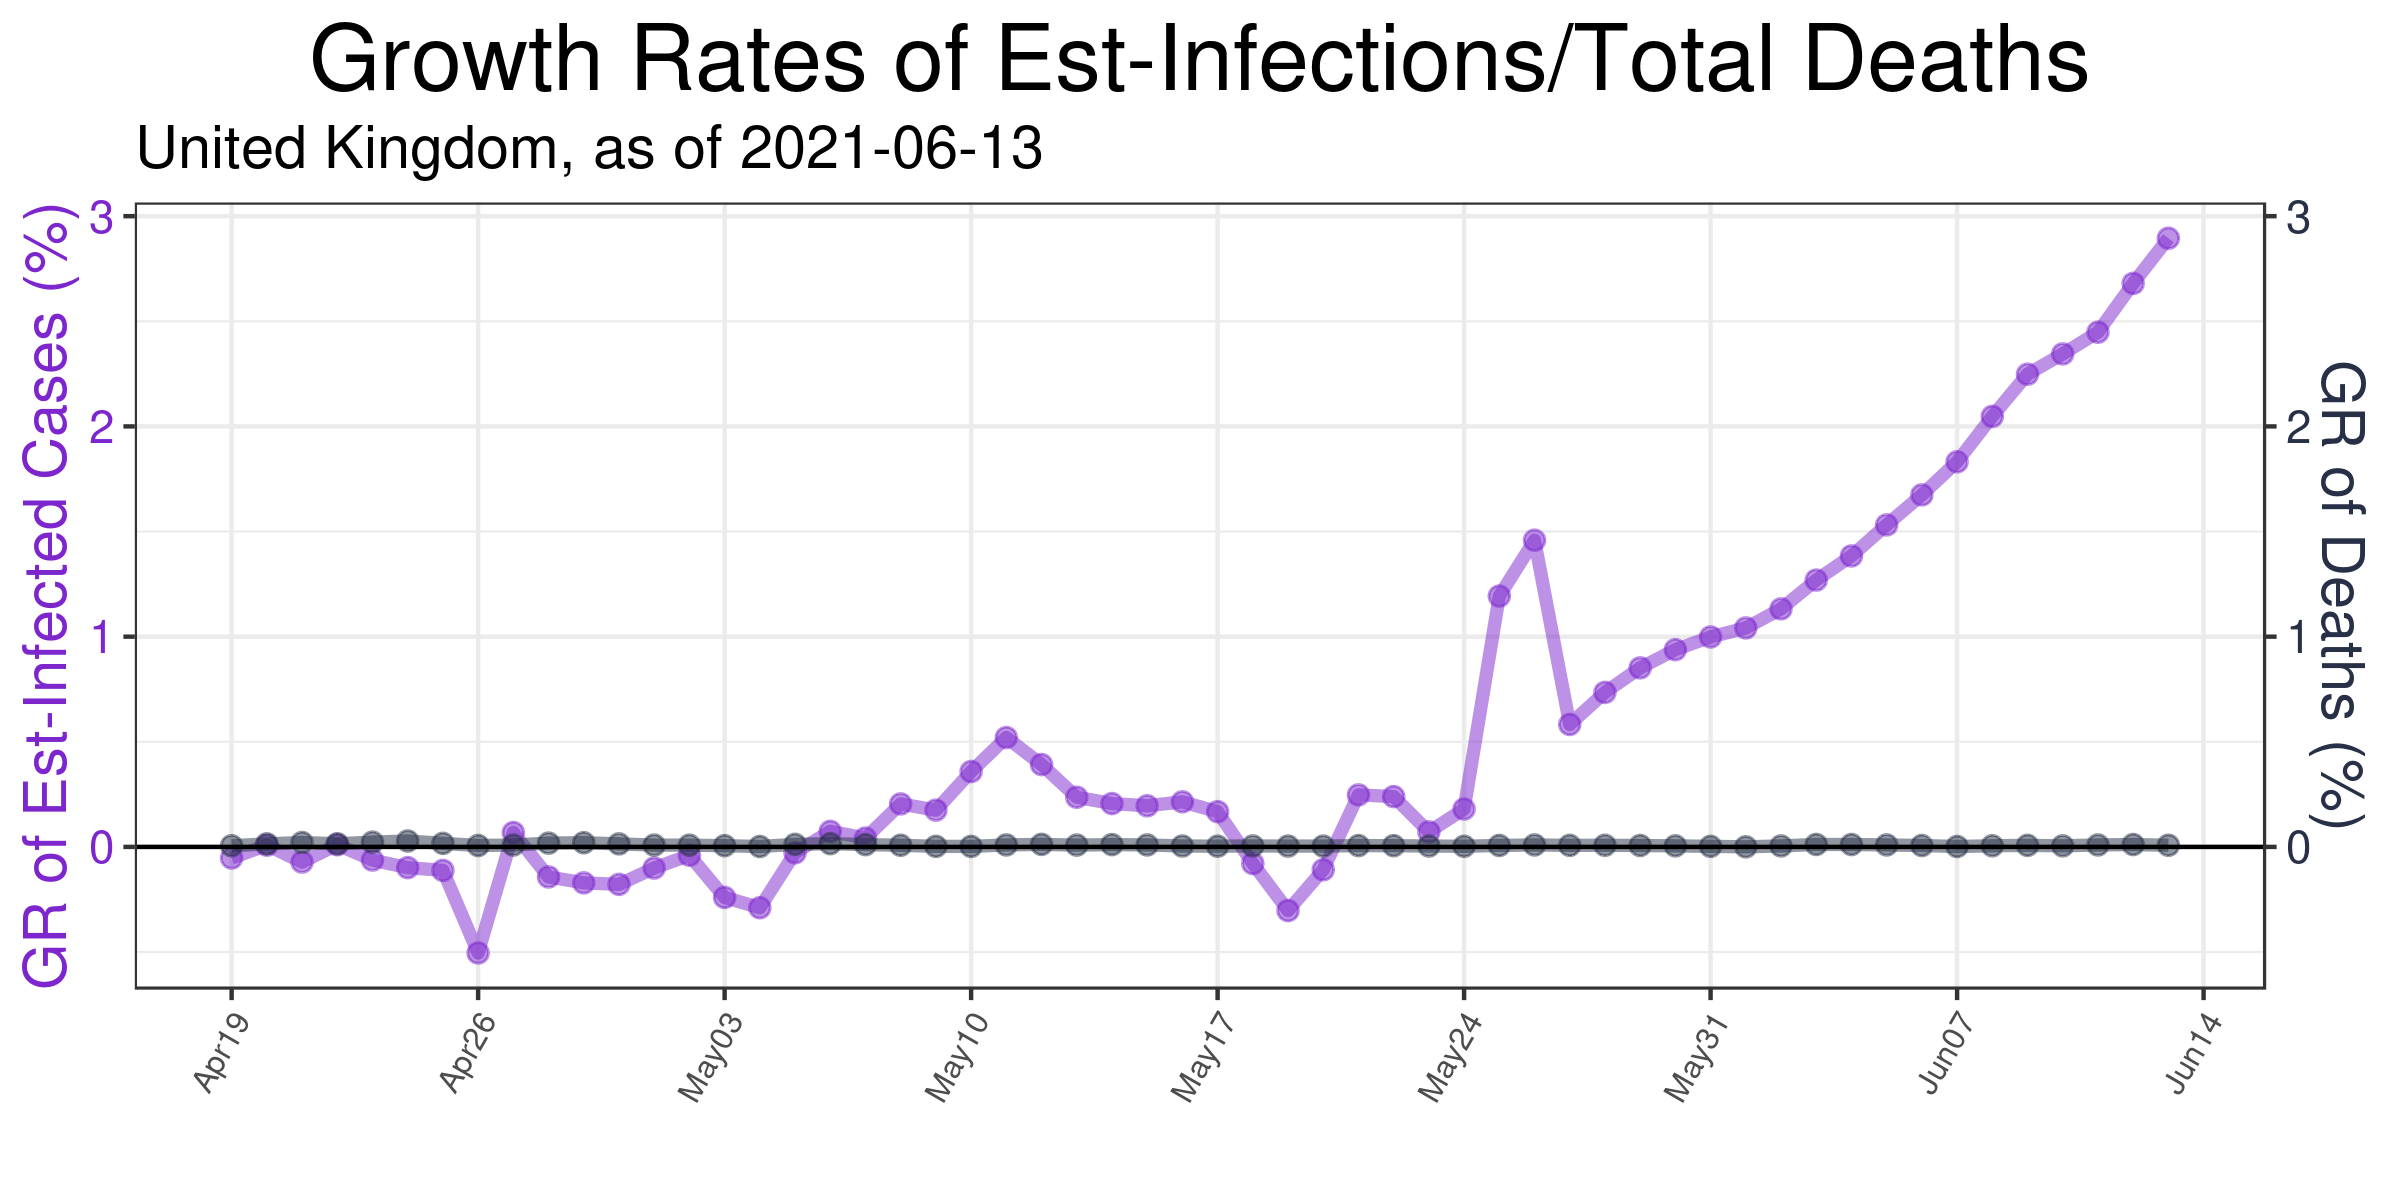 Growth Rates of Est-Infections/Total Deaths
United Kingdom, as of 2021-06-13
GR of Est-Infected Cases (%)
3
2
1
0
3
2
1
0
GR of Deaths (%)
Apr19
Apr26
May03
May10
May17
May24
May31
Jun07
Jun14